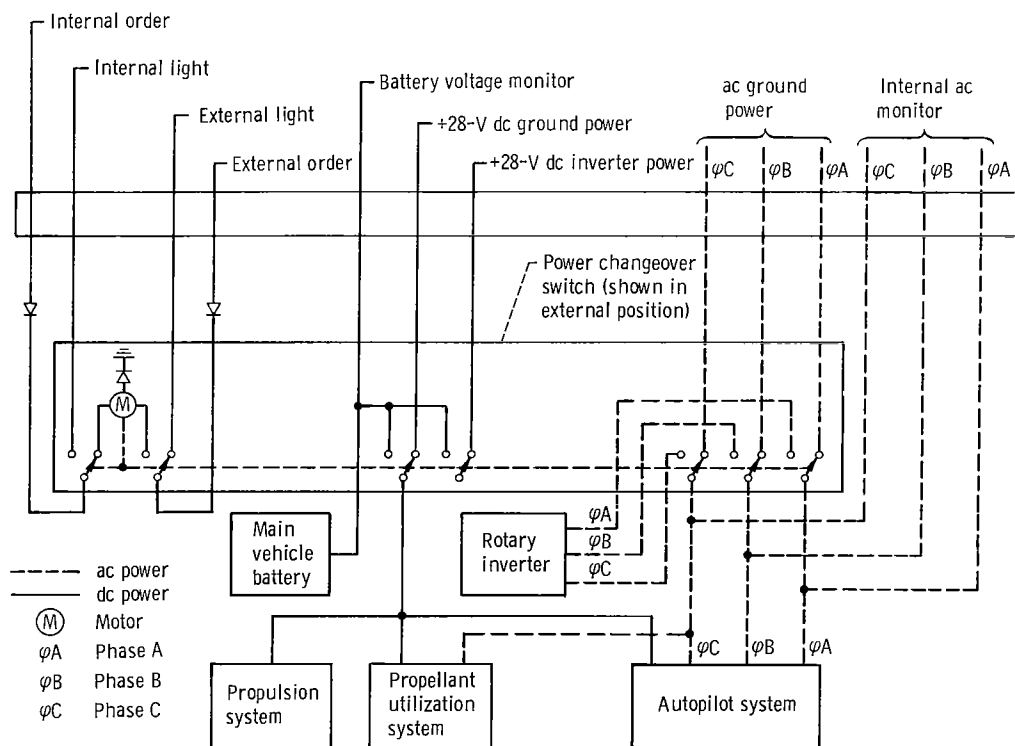 Internal order
Internal light
External light
External order
Battery voltage monitor
+28-V dc ground power
+28-V dc inverter power
ac ground
power
Internal ac
monitor
φC
φB
φA
φC
φB
φA
Power changeover
switch (shown in
external position)
M
Main
vehicle
battery
Rotary
inverter
φA
φB
φC
ac power
dc power
M Motor
φA Phase A
φB Phase B
φC Phase C
φC
φB
φA
Propulsion
system
Propellant
utilization
system
Autopilot system